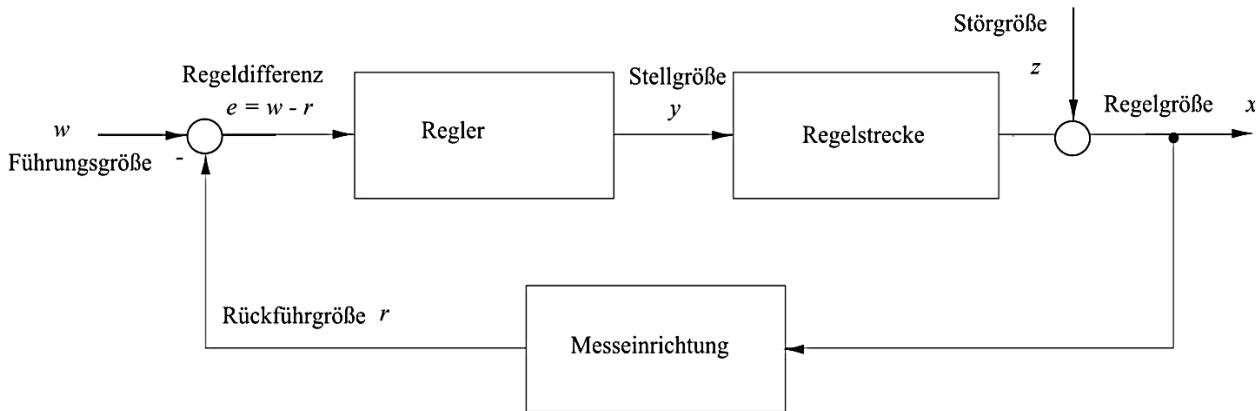 Störgröße
z
Regeldifferenz
e = w - r
Stellgröße
y
Regelgröße x
w
Führungsgröße
-
Regler
Regelstrecke
Rückführgröße r
Messeinrichtung